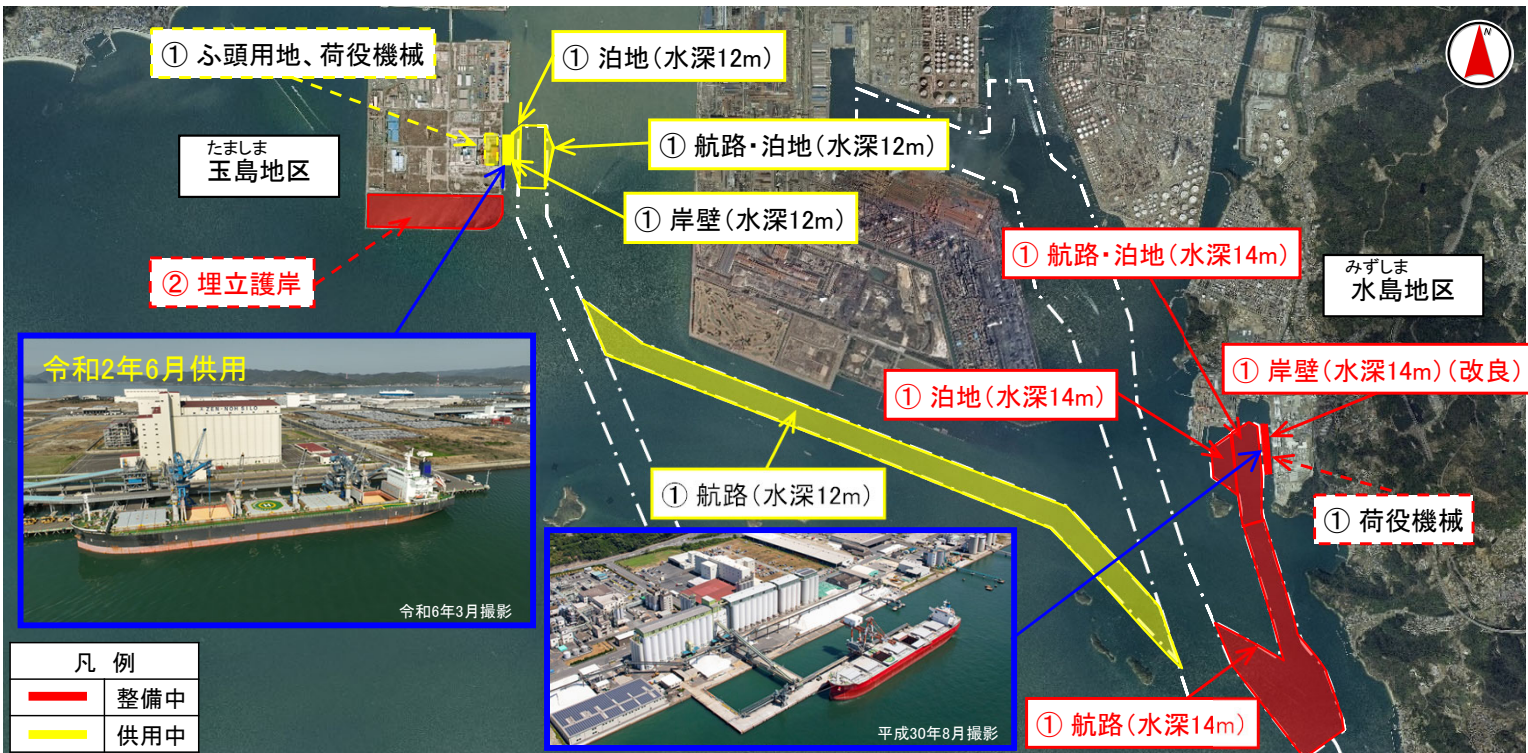 ① ふ頭用地、荷役機械
① 泊地(水深12m)
N
たましま
玉島地区
① 航路・泊地(水深12m)
① 岸壁(水深12m)
① 航路・泊地(水深14m)
みずしま
水島地区
② 埋立護岸
令和2年6月供用
ZEN-NOH SILO
令和6年3月撮影
① 岸壁(水深14m)(改良)
① 泊地(水深14m)
① 航路(水深12m)
① 荷役機械
平成30年8月撮影
① 航路(水深14m)
凡 例
整備中
供用中